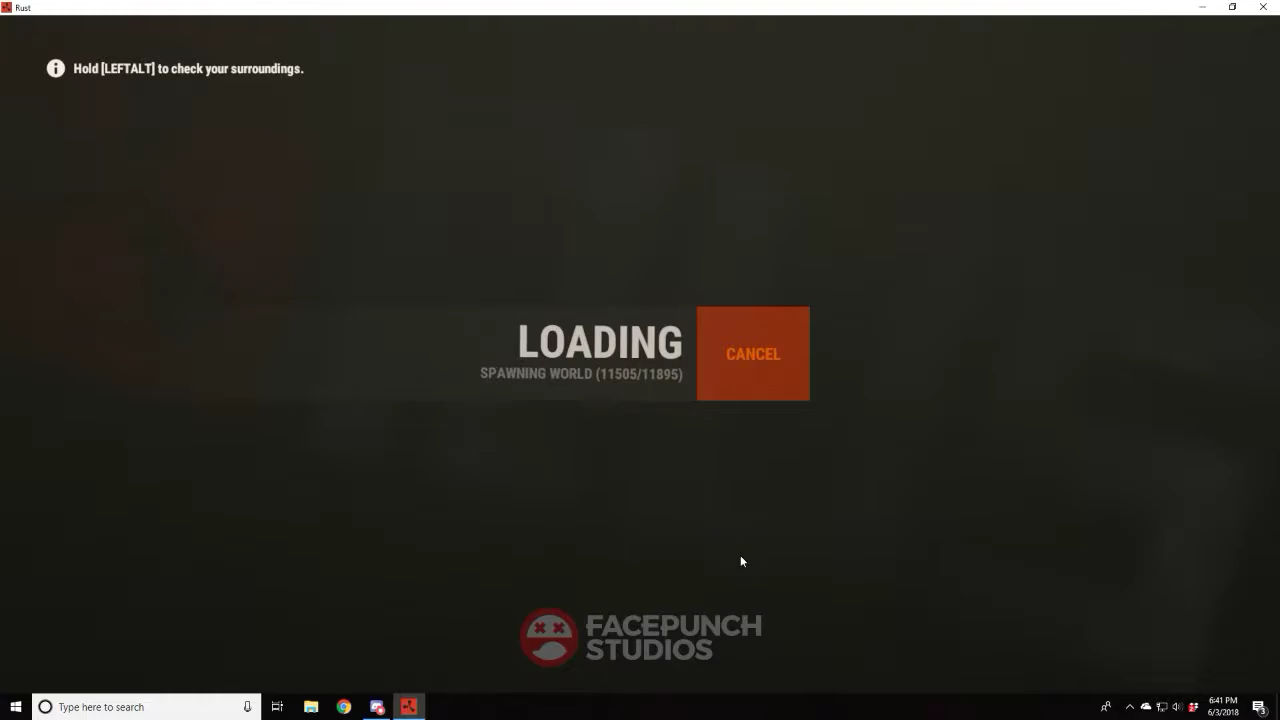 Rust
Hold [LEFTALT] to check your surroundings.
LOADING
SPAWNING WORLD (11505/11895)
CANCEL
FACEPUNCH
STUDIOS
Type here to search
6:41 PM
6/3/2018
3